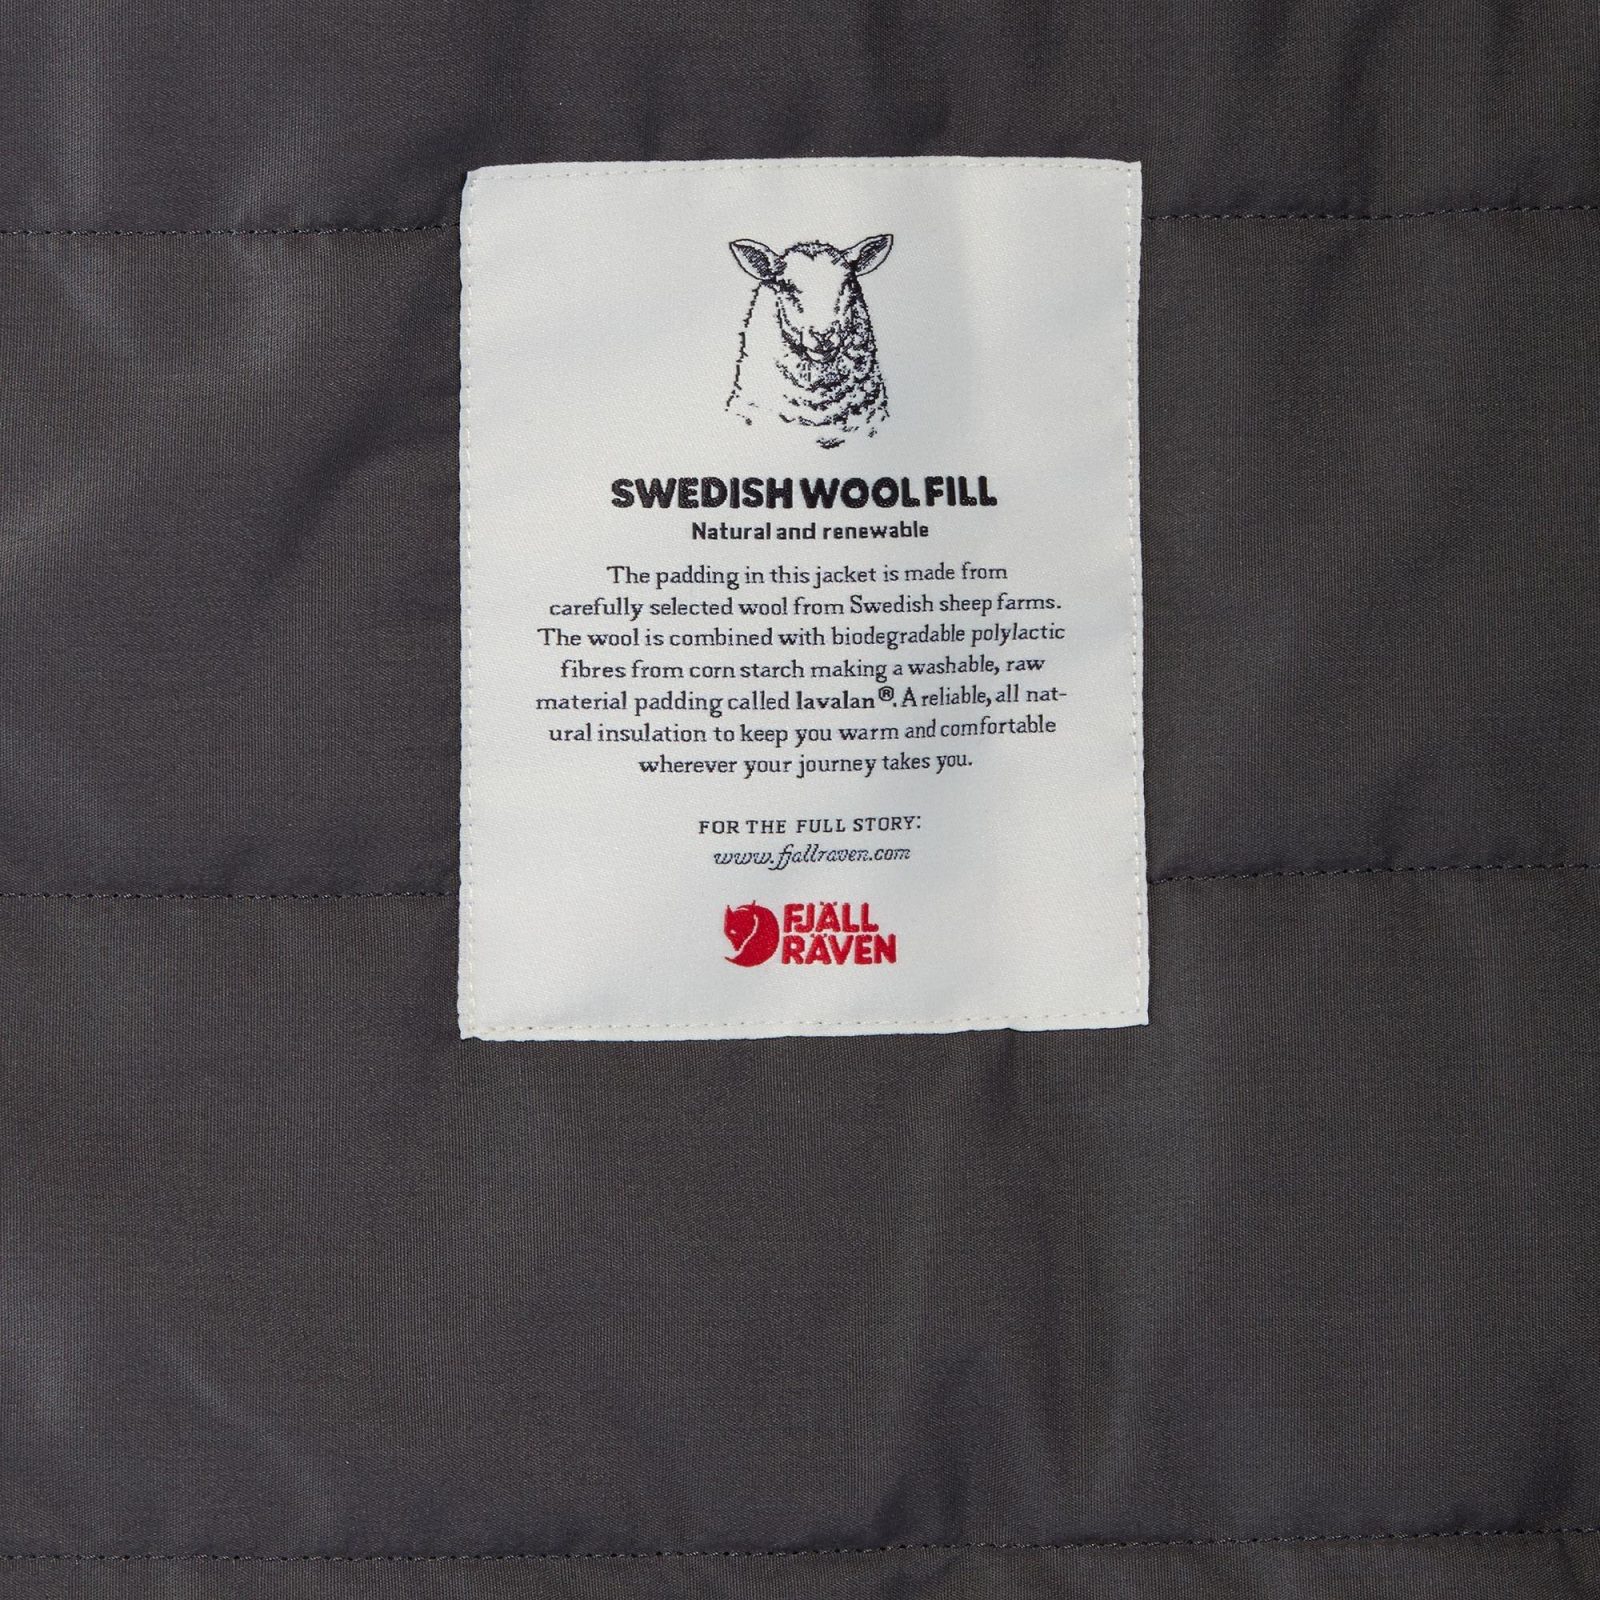 SWEDISH WOOL FILL
Natural and renewable
The padding in this jacket is made from
carefully selected wool from Swedish sheep farms.
The wool is combined with biodegradable polylactic
fibres from corn starch making a washable, raw
material padding called lavalan®. A reliable, all nat-
ural insulation to keep you warm and comfortable
wherever your journey takes you.
FOR THE FULL STORY:
www.fjallraven.com
FJÄLL
RÄVEN